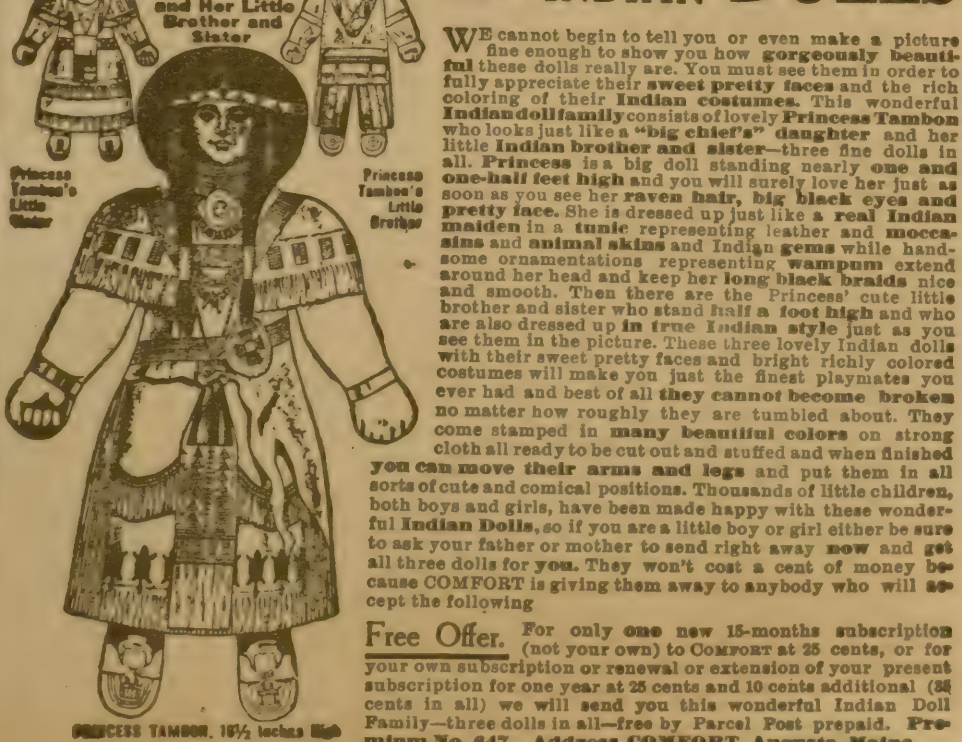 and Her Little
Brother and
Sister
WE cannot begin to tell you or even make a picture
fine enough to show you how gorgeously beauti-
ful these dolls really are. You must see them in order to
fully appreciate their sweet pretty faces and the rich
coloring of their Indian costumes. This wonderful
Indian doll family consists of lovely Princess Tambon
who looks just like a "big chief's" daughter and her
little Indian brother and sister—three fine dolls in
all. Princess is a big doll standing nearly one and
one-half feet high and you will surely love her just as
soon as you see her raven hair, big black eyes and
pretty face. She is dressed up just like a real Indian
maiden in a tunic representing leather and mocca-
sins and animal skins and Indian gems while hand-
some ornamentations representing wampum extend
around her head and keep her long black braids nice
and smooth. Then there are the Princess' cute little
brother and sister who stand half a foot high and who
are also dressed up in true Indian style just as you
see them in the picture. These three lovely Indian dolls
with their sweet pretty faces and bright richly colored
costumes will make you just the finest playmates you
ever had and best of all they cannot become broken
no matter how roughly they are tumbled about. They
come stamped in many beautiful colors on strong
cloth all ready to be cut out and stuffed and when finished
you can move their arms and legs and put them in all
sorts of cute and comical positions. Thousands of little children,
both boys and girls, have been made happy with these wonder-
ful Indian Dolls, so if you are a little boy or girl either be sure
to ask your father or mother to send right away now and get
all three dolls for you. They won't cost a cent of money be-
cause COMFORT is giving them away to anybody who will ac-
cept the following
Princess
Tambon's
Little
Sister
Princess
Tambon's
Little
Brother
Free Offer. For only one new 15-months subscription
(not your own) to COMFORT at 25 cents, or for
your own subscription or renewal or extension of your present
subscription for one year at 25 cents and 10 cents additional (35
cents in all) we will send you this wonderful Indian Doll
Family—three dolls in all—free by Parcel Post prepaid. Pre-
mium No. 647. Address COMFORT, Augusta, Maine.
PRINCESS TAMBON, 16½ Inches High